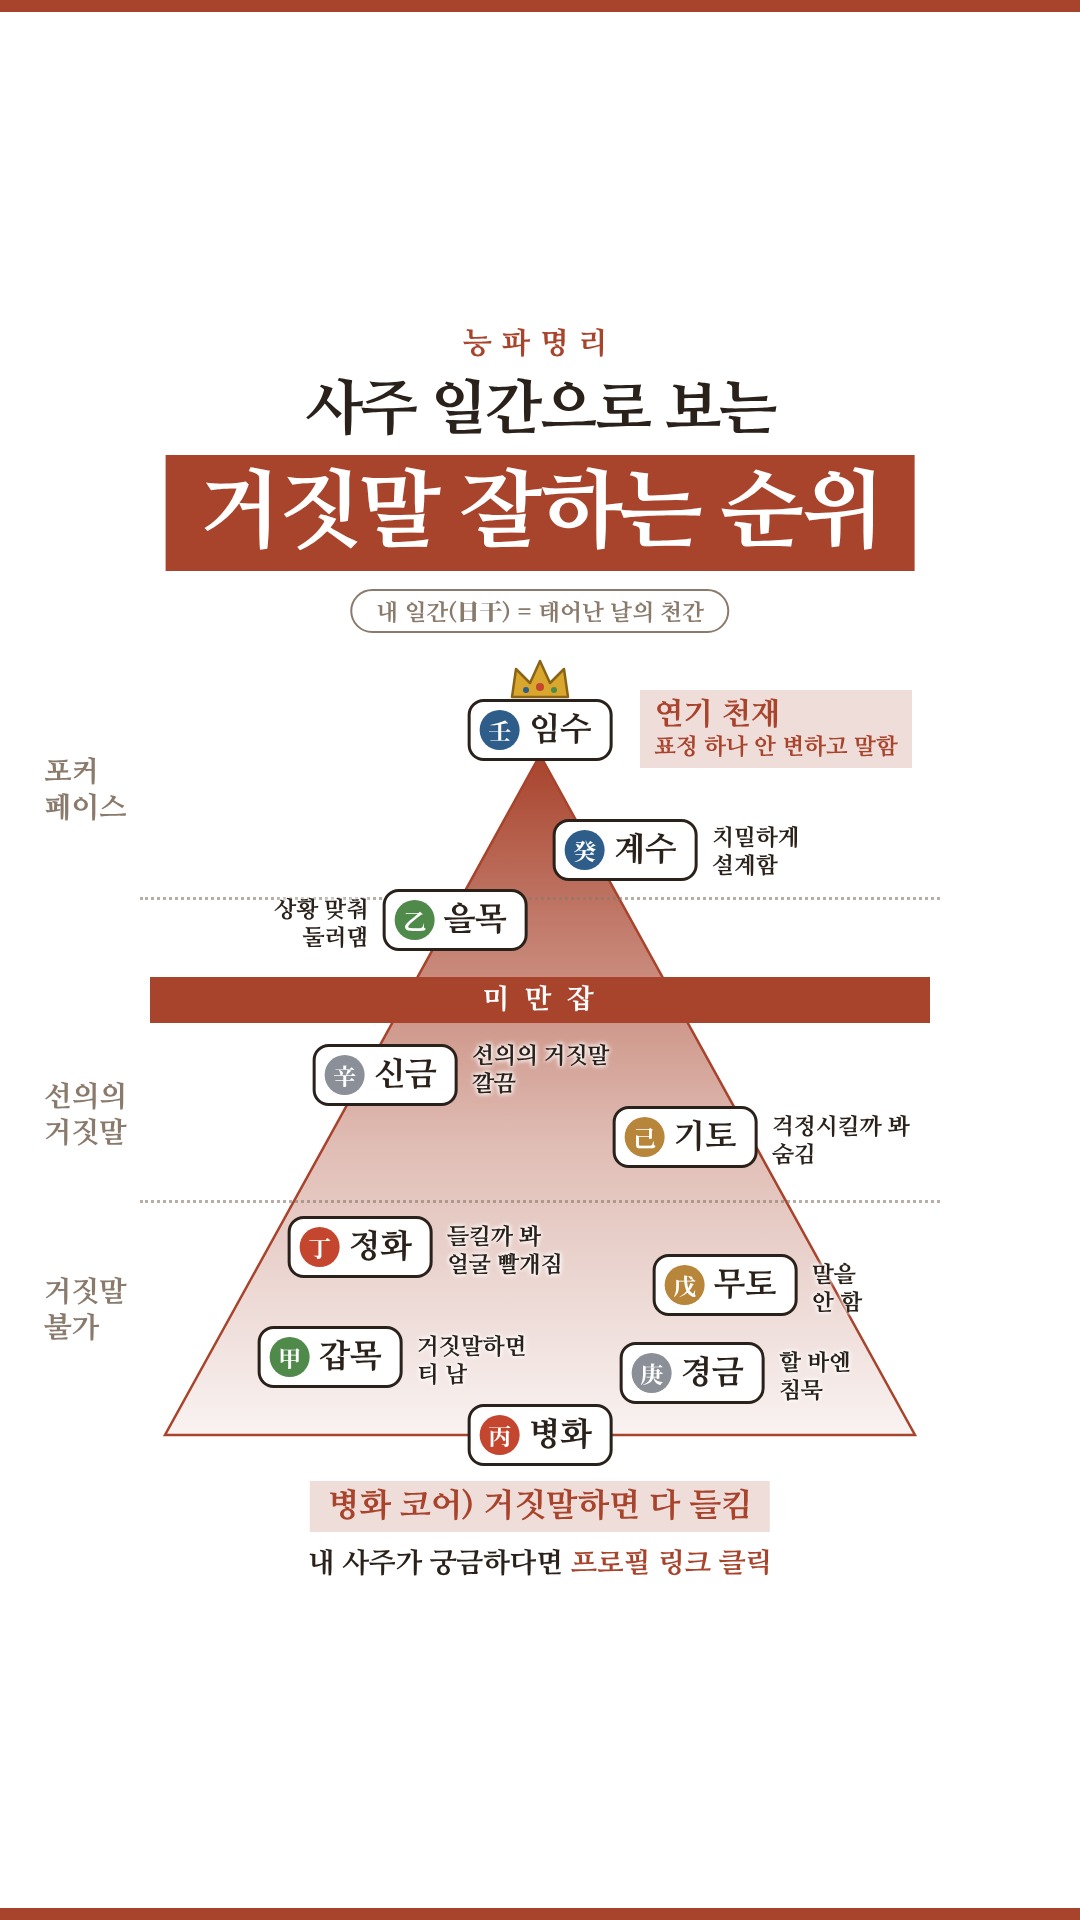 능파명리
사주 일간으로 보는
거짓말 잘하는 순위
내 일간(日干) = 태어난 날의 천간
壬 임수
연기 천재
표정 하나 안 변하고 말함
포커
페이스
癸 계수
치밀하게
설계함
상황 맞춰
둘러댐
乙 을목
미만잡
辛 신금
선의의 거짓말
깔끔
선의의
거짓말
己 기토
걱정시킬까 봐
숨김
丁 정화
들킬까 봐
얼굴 빨개짐
戊 무토
말을
안 함
거짓말
불가
甲 갑목
거짓말하면
티 남
庚 경금
할 바엔
침묵
丙 병화
병화 코어) 거짓말하면 다 들킴
내 사주가 궁금하다면 프로필 링크 클릭